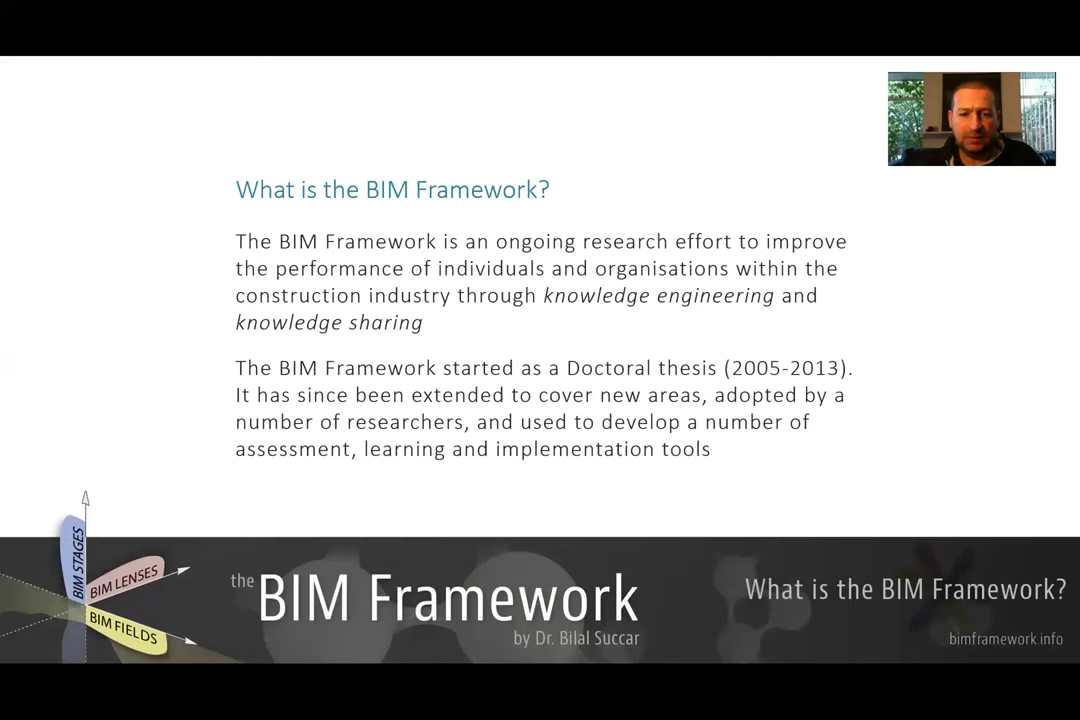 What is the BIM Framework?
The BIM Framework is an ongoing research effort to improve
the performance of individuals and organisations within the
construction industry through knowledge engineering and
knowledge sharing
The BIM Framework started as a Doctoral thesis (2005-2013).
It has since been extended to cover new areas, adopted by a
number of researchers, and used to develop a number of
assessment, learning and implementation tools
BIM STAGES
BIM LENSES
BIM FIELDS
the BIM Framework
by Dr. Bilal Succar
What is the BIM Framework?
bimframework.info